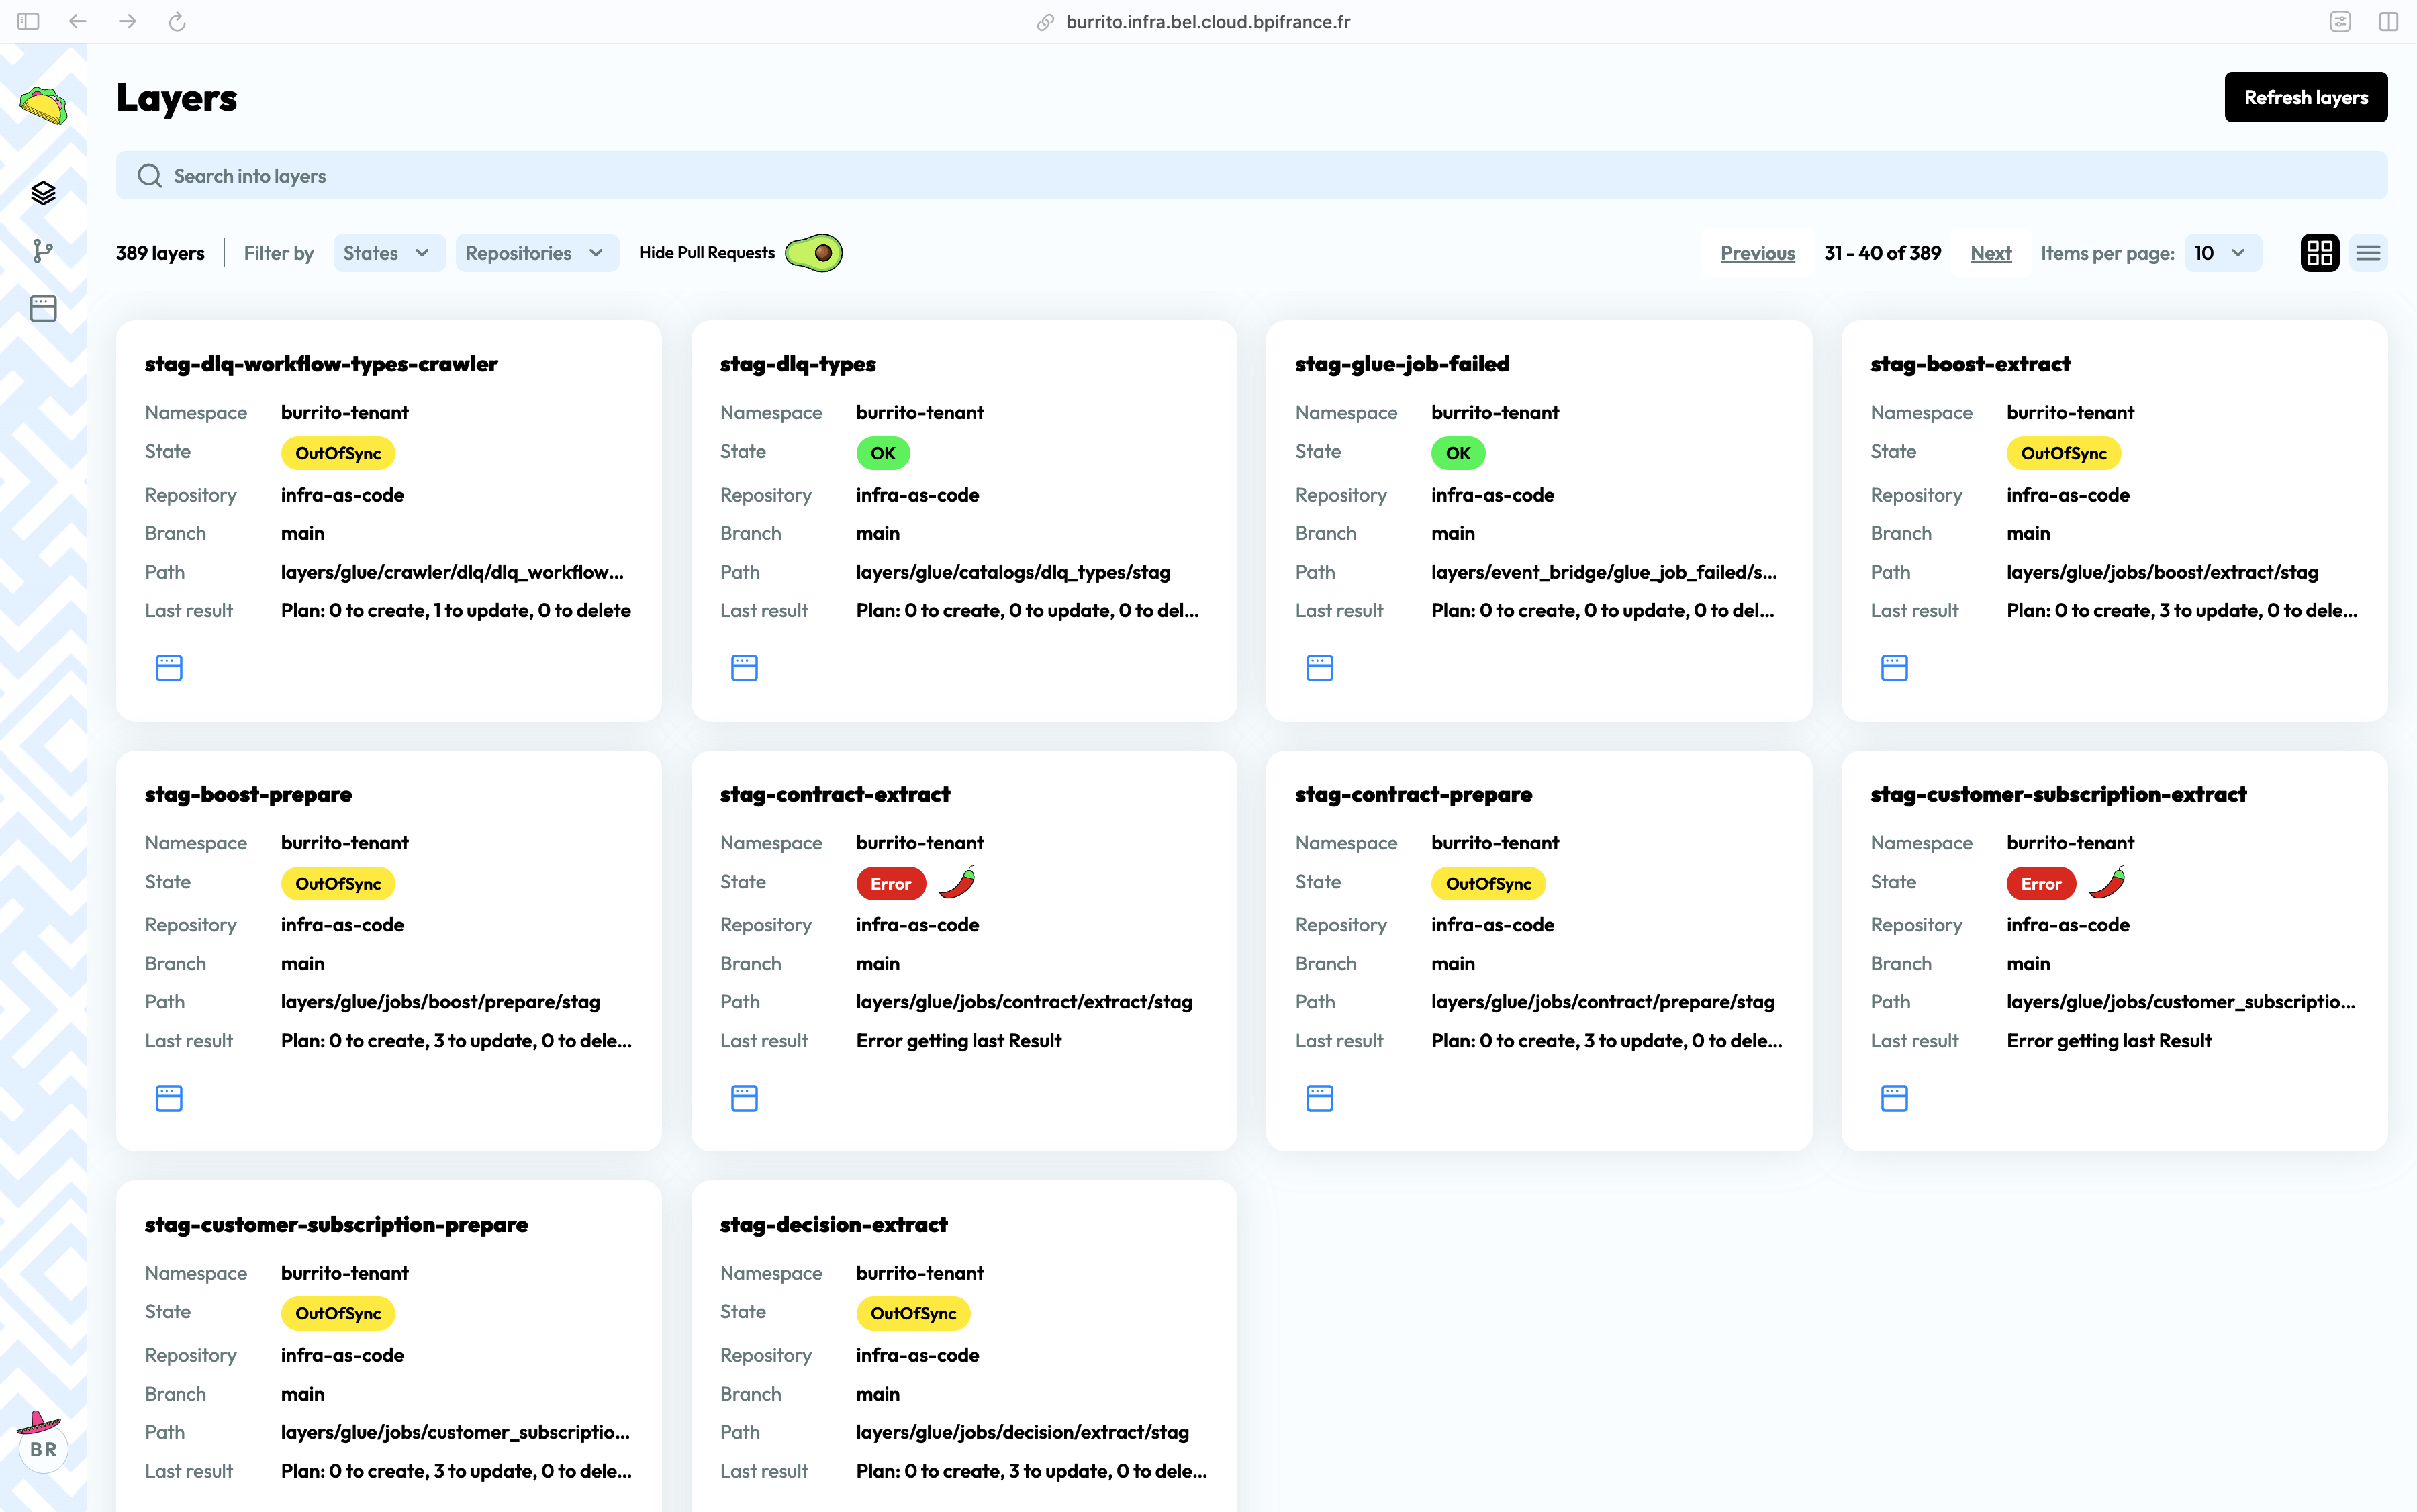 burrito.infra.bel.cloud.bpifrance.fr
Layers
Refresh layers
Search into layers
389 layers Filter by States Repositories Hide Pull Requests Previous 31 - 40 of 389 Next Items per page: 10
stag-dlq-workflow-types-crawler
Namespace burrito-tenant
State OutOfSync
Repository infra-as-code
Branch main
Path layers/glue/crawler/dlq/dlq_workflow...
Last result Plan: 0 to create, 1 to update, 0 to delete
stag-dlq-types
Namespace burrito-tenant
State OK
Repository infra-as-code
Branch main
Path layers/glue/catalogs/dlq_types/stag
Last result Plan: 0 to create, 0 to update, 0 to del...
stag-glue-job-failed
Namespace burrito-tenant
State OK
Repository infra-as-code
Branch main
Path layers/event_bridge/glue_job_failed/s...
Last result Plan: 0 to create, 0 to update, 0 to del...
stag-boost-extract
Namespace burrito-tenant
State OutOfSync
Repository infra-as-code
Branch main
Path layers/glue/jobs/boost/extract/stag
Last result Plan: 0 to create, 3 to update, 0 to dele...
stag-boost-prepare
Namespace burrito-tenant
State OutOfSync
Repository infra-as-code
Branch main
Path layers/glue/jobs/boost/prepare/stag
Last result Plan: 0 to create, 3 to update, 0 to dele...
stag-contract-extract
Namespace burrito-tenant
State Error
Repository infra-as-code
Branch main
Path layers/glue/jobs/contract/extract/stag
Last result Error getting last Result
stag-contract-prepare
Namespace burrito-tenant
State OutOfSync
Repository infra-as-code
Branch main
Path layers/glue/jobs/contract/prepare/stag
Last result Plan: 0 to create, 3 to update, 0 to dele...
stag-customer-subscription-extract
Namespace burrito-tenant
State Error
Repository infra-as-code
Branch main
Path layers/glue/jobs/customer_subscriptio...
Last result Error getting last Result
stag-customer-subscription-prepare
Namespace burrito-tenant
State OutOfSync
Repository infra-as-code
Branch main
Path layers/glue/jobs/customer_subscriptio...
Last result Plan: 0 to create, 3 to update, 0 to dele...
stag-decision-extract
Namespace burrito-tenant
State OutOfSync
Repository infra-as-code
Branch main
Path layers/glue/jobs/decision/extract/stag
Last result Plan: 0 to create, 3 to update, 0 to dele...
BR